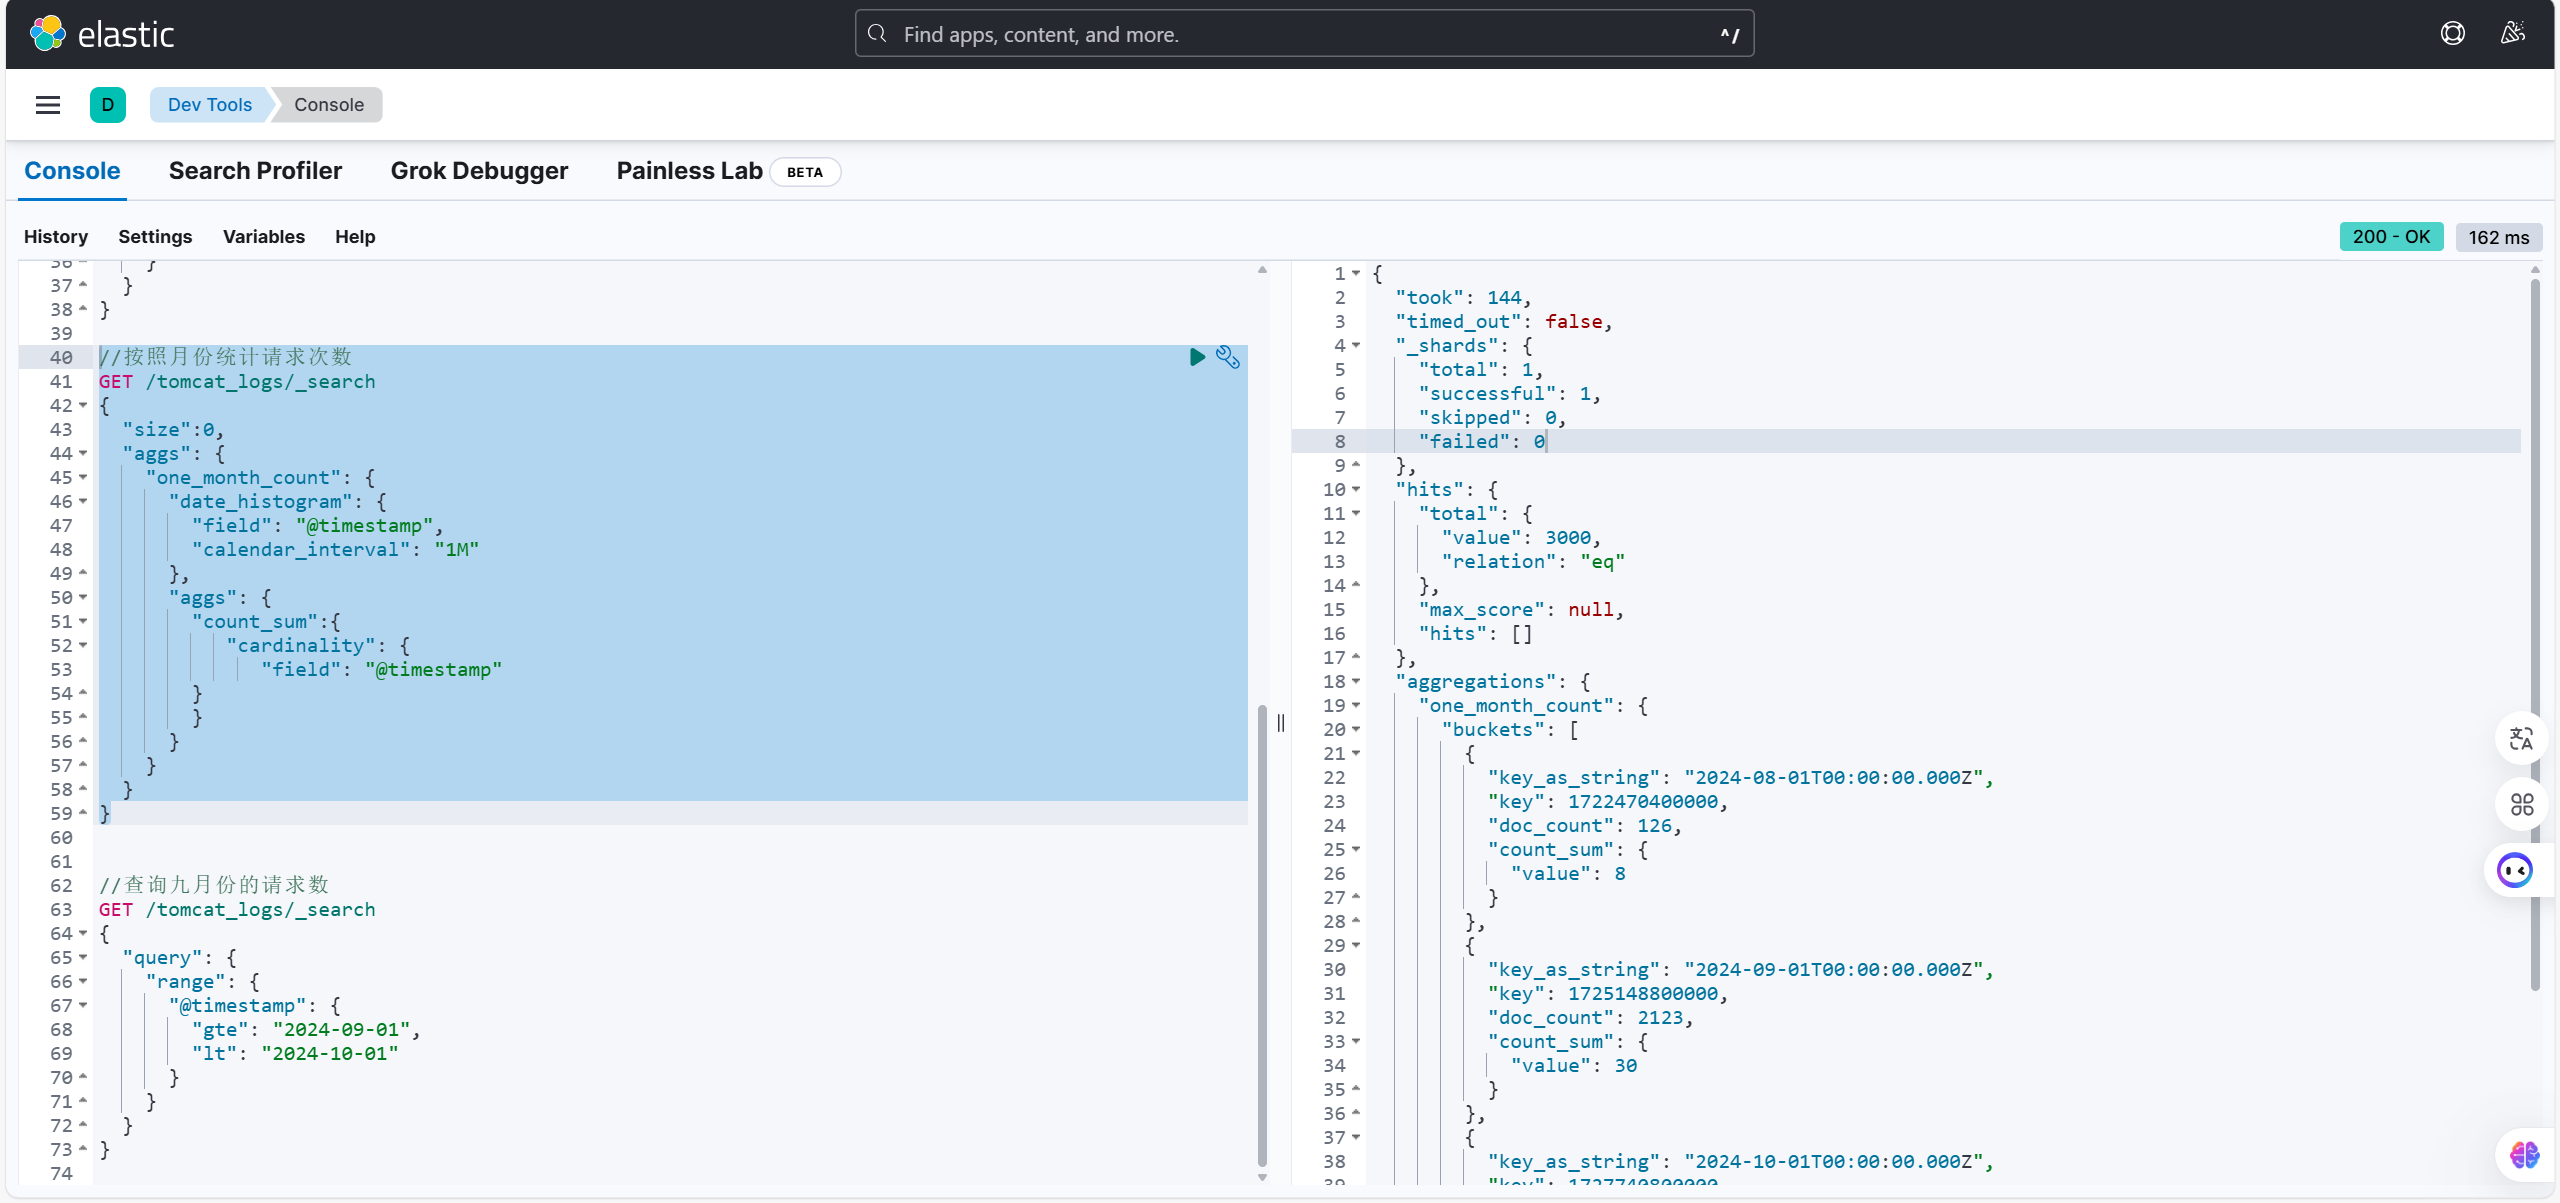 elastic
Find apps, content, and more.
^/
D
Dev Tools
Console
Console
Search Profiler
Grok Debugger
Painless Lab
BETA
History
Settings
Variables
Help
200 - OK
162 ms
36 }
37 }
38 }
39
40 //按照月份统计请求次数
41 GET /tomcat_logs/_search
42 {
43 "size":0,
44 "aggs": {
45 "one_month_count": {
46 "date_histogram": {
47 "field": "@timestamp",
48 "calendar_interval": "1M"
49 },
50 "aggs": {
51 "count_sum":{
52 "cardinality": {
53 "field": "@timestamp"
54 }
55 }
56 }
57 }
58 }
59 }
60
61
62 //查询九月份的请求数
63 GET /tomcat_logs/_search
64 {
65 "query": {
66 "range": {
67 "@timestamp": {
68 "gte": "2024-09-01",
69 "lt": "2024-10-01"
70 }
71 }
72 }
73 }
74
1 {
2 "took": 144,
3 "timed_out": false,
4 "_shards": {
5 "total": 1,
6 "successful": 1,
7 "skipped": 0,
8 "failed": 0
9 },
10 "hits": {
11 "total": {
12 "value": 3000,
13 "relation": "eq"
14 },
15 "max_score": null,
16 "hits": []
17 },
18 "aggregations": {
19 "one_month_count": {
20 "buckets": [
21 {
22 "key_as_string": "2024-08-01T00:00:00.000Z",
23 "key": 1722470400000,
24 "doc_count": 126,
25 "count_sum": {
26 "value": 8
27 }
28 },
29 {
30 "key_as_string": "2024-09-01T00:00:00.000Z",
31 "key": 1725148800000,
32 "doc_count": 2123,
33 "count_sum": {
34 "value": 30
35 }
36 },
37 {
38 "key_as_string": "2024-10-01T00:00:00.000Z",
39 "key": 1727740800000